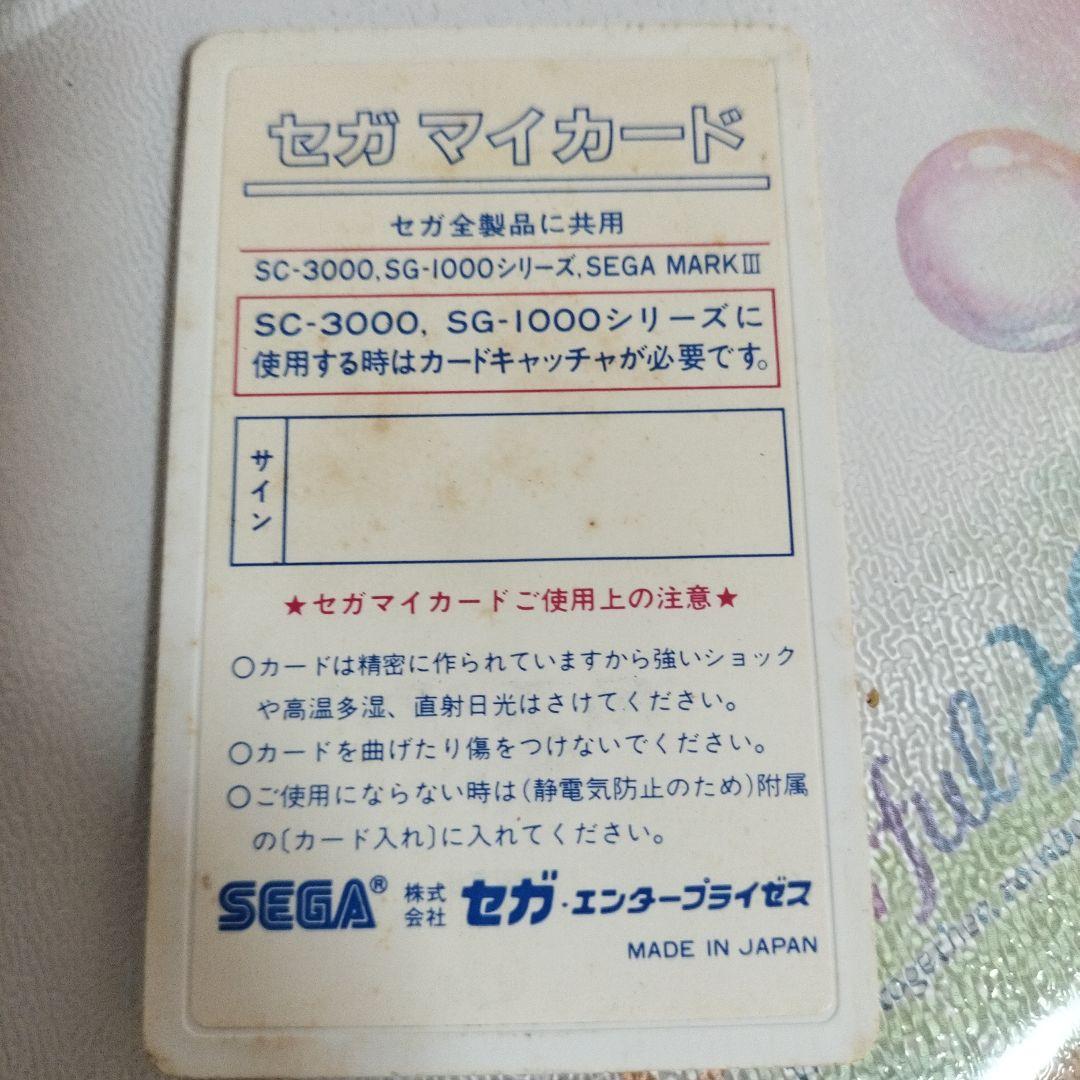 セガ マイカード
セガ全製品に共用
SC-3000, SG-1000シリーズ, SEGA MARKⅢ
SC-3000, SG-1000シリーズに
使用する時はカードキャッチャが必要です。
サイン
★セガマイカードご使用上の注意★
○カードは精密に作られていますから強いショック
や高温多湿、直射日光はさけてください。
○カードを曲げたり傷をつけないでください。
○ご使用にならない時は(静電気防止のため)附属
の〔カード入れ〕に入れてください。
SEGA® 株式会社 セガ・エンタープライゼス
MADE IN JAPAN
ful
together,